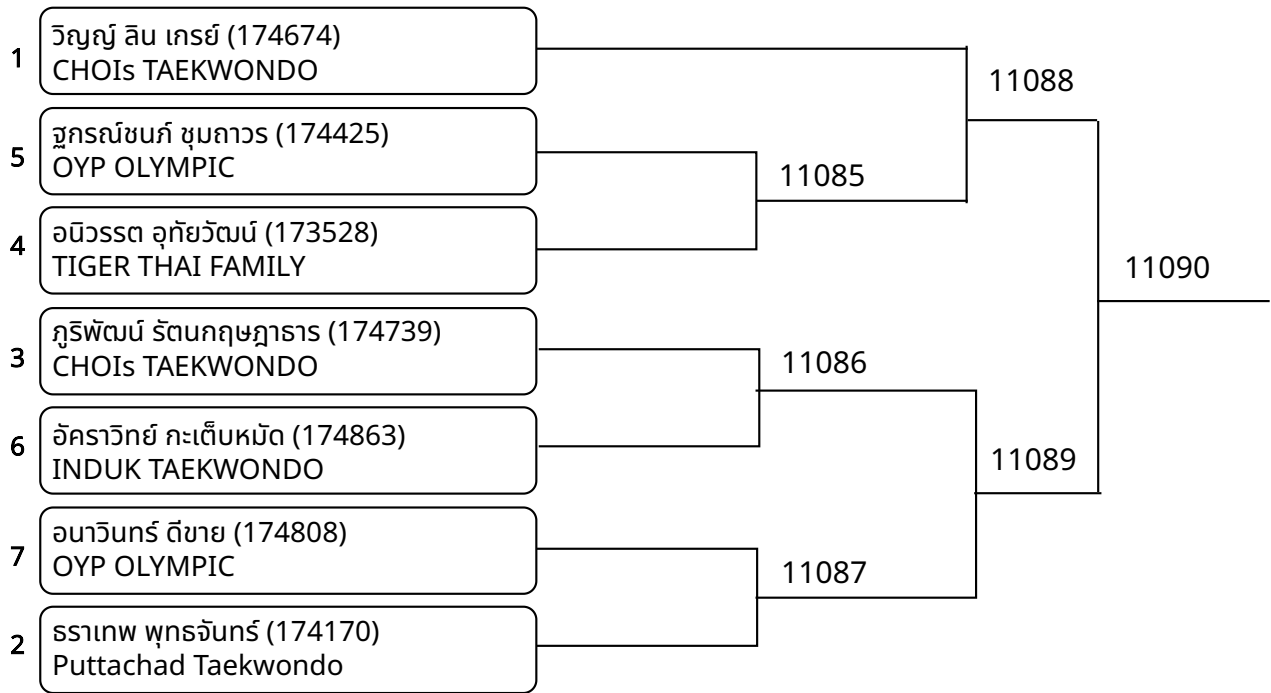 1
วิญญ์ ลิน เกรย์ (174674)
CHOIs TAEKWONDO
5
ฐกรณ์ชนภ์ ชุมถาวร (174425)
OYP OLYMPIC
4
อนิวรรต อุทัยวัฒน์ (173528)
TIGER THAI FAMILY
3
ภูริพัฒน์ รัตนกฤษฎาธาร (174739)
CHOIs TAEKWONDO
6
อัคราวิทย์ กะเต็บหมัด (174863)
INDUK TAEKWONDO
7
อนาวินทร์ ดีขาย (174808)
OYP OLYMPIC
2
ธราเทพ พุทธจันทร์ (174170)
Puttachad Taekwondo
11085
11086
11087
11088
11089
11090